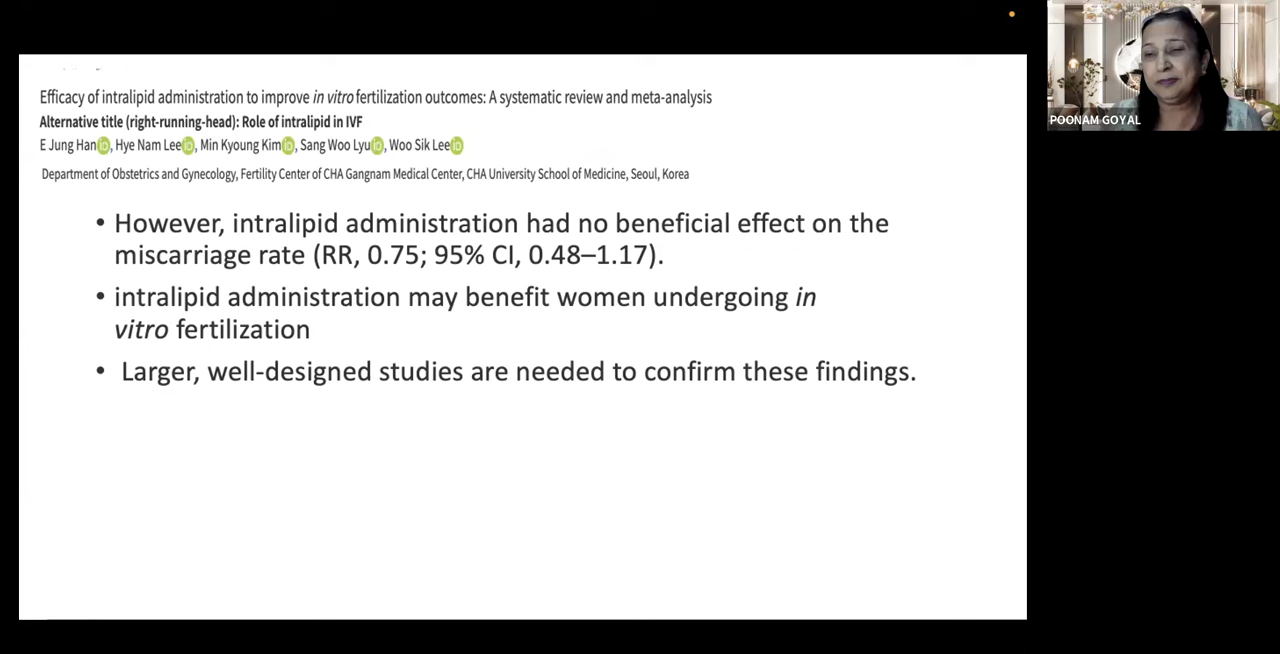 Efficacy of intralipid administration to improve in vitro fertilization outcomes: A systematic review and meta-analysis
Alternative title (right-running-head): Role of intralipid in IVF
E Jung Han, Hye Nam Lee, Min Kyoung Kim, Sang Woo Lyu, Woo Sik Lee
Department of Obstetrics and Gynecology, Fertility Center of CHA Gangnam Medical Center, CHA University School of Medicine, Seoul, Korea
• However, intralipid administration had no beneficial effect on the
miscarriage rate (RR, 0.75; 95% CI, 0.48–1.17).
• intralipid administration may benefit women undergoing in
vitro fertilization
• Larger, well-designed studies are needed to confirm these findings.
POONAM GOYAL